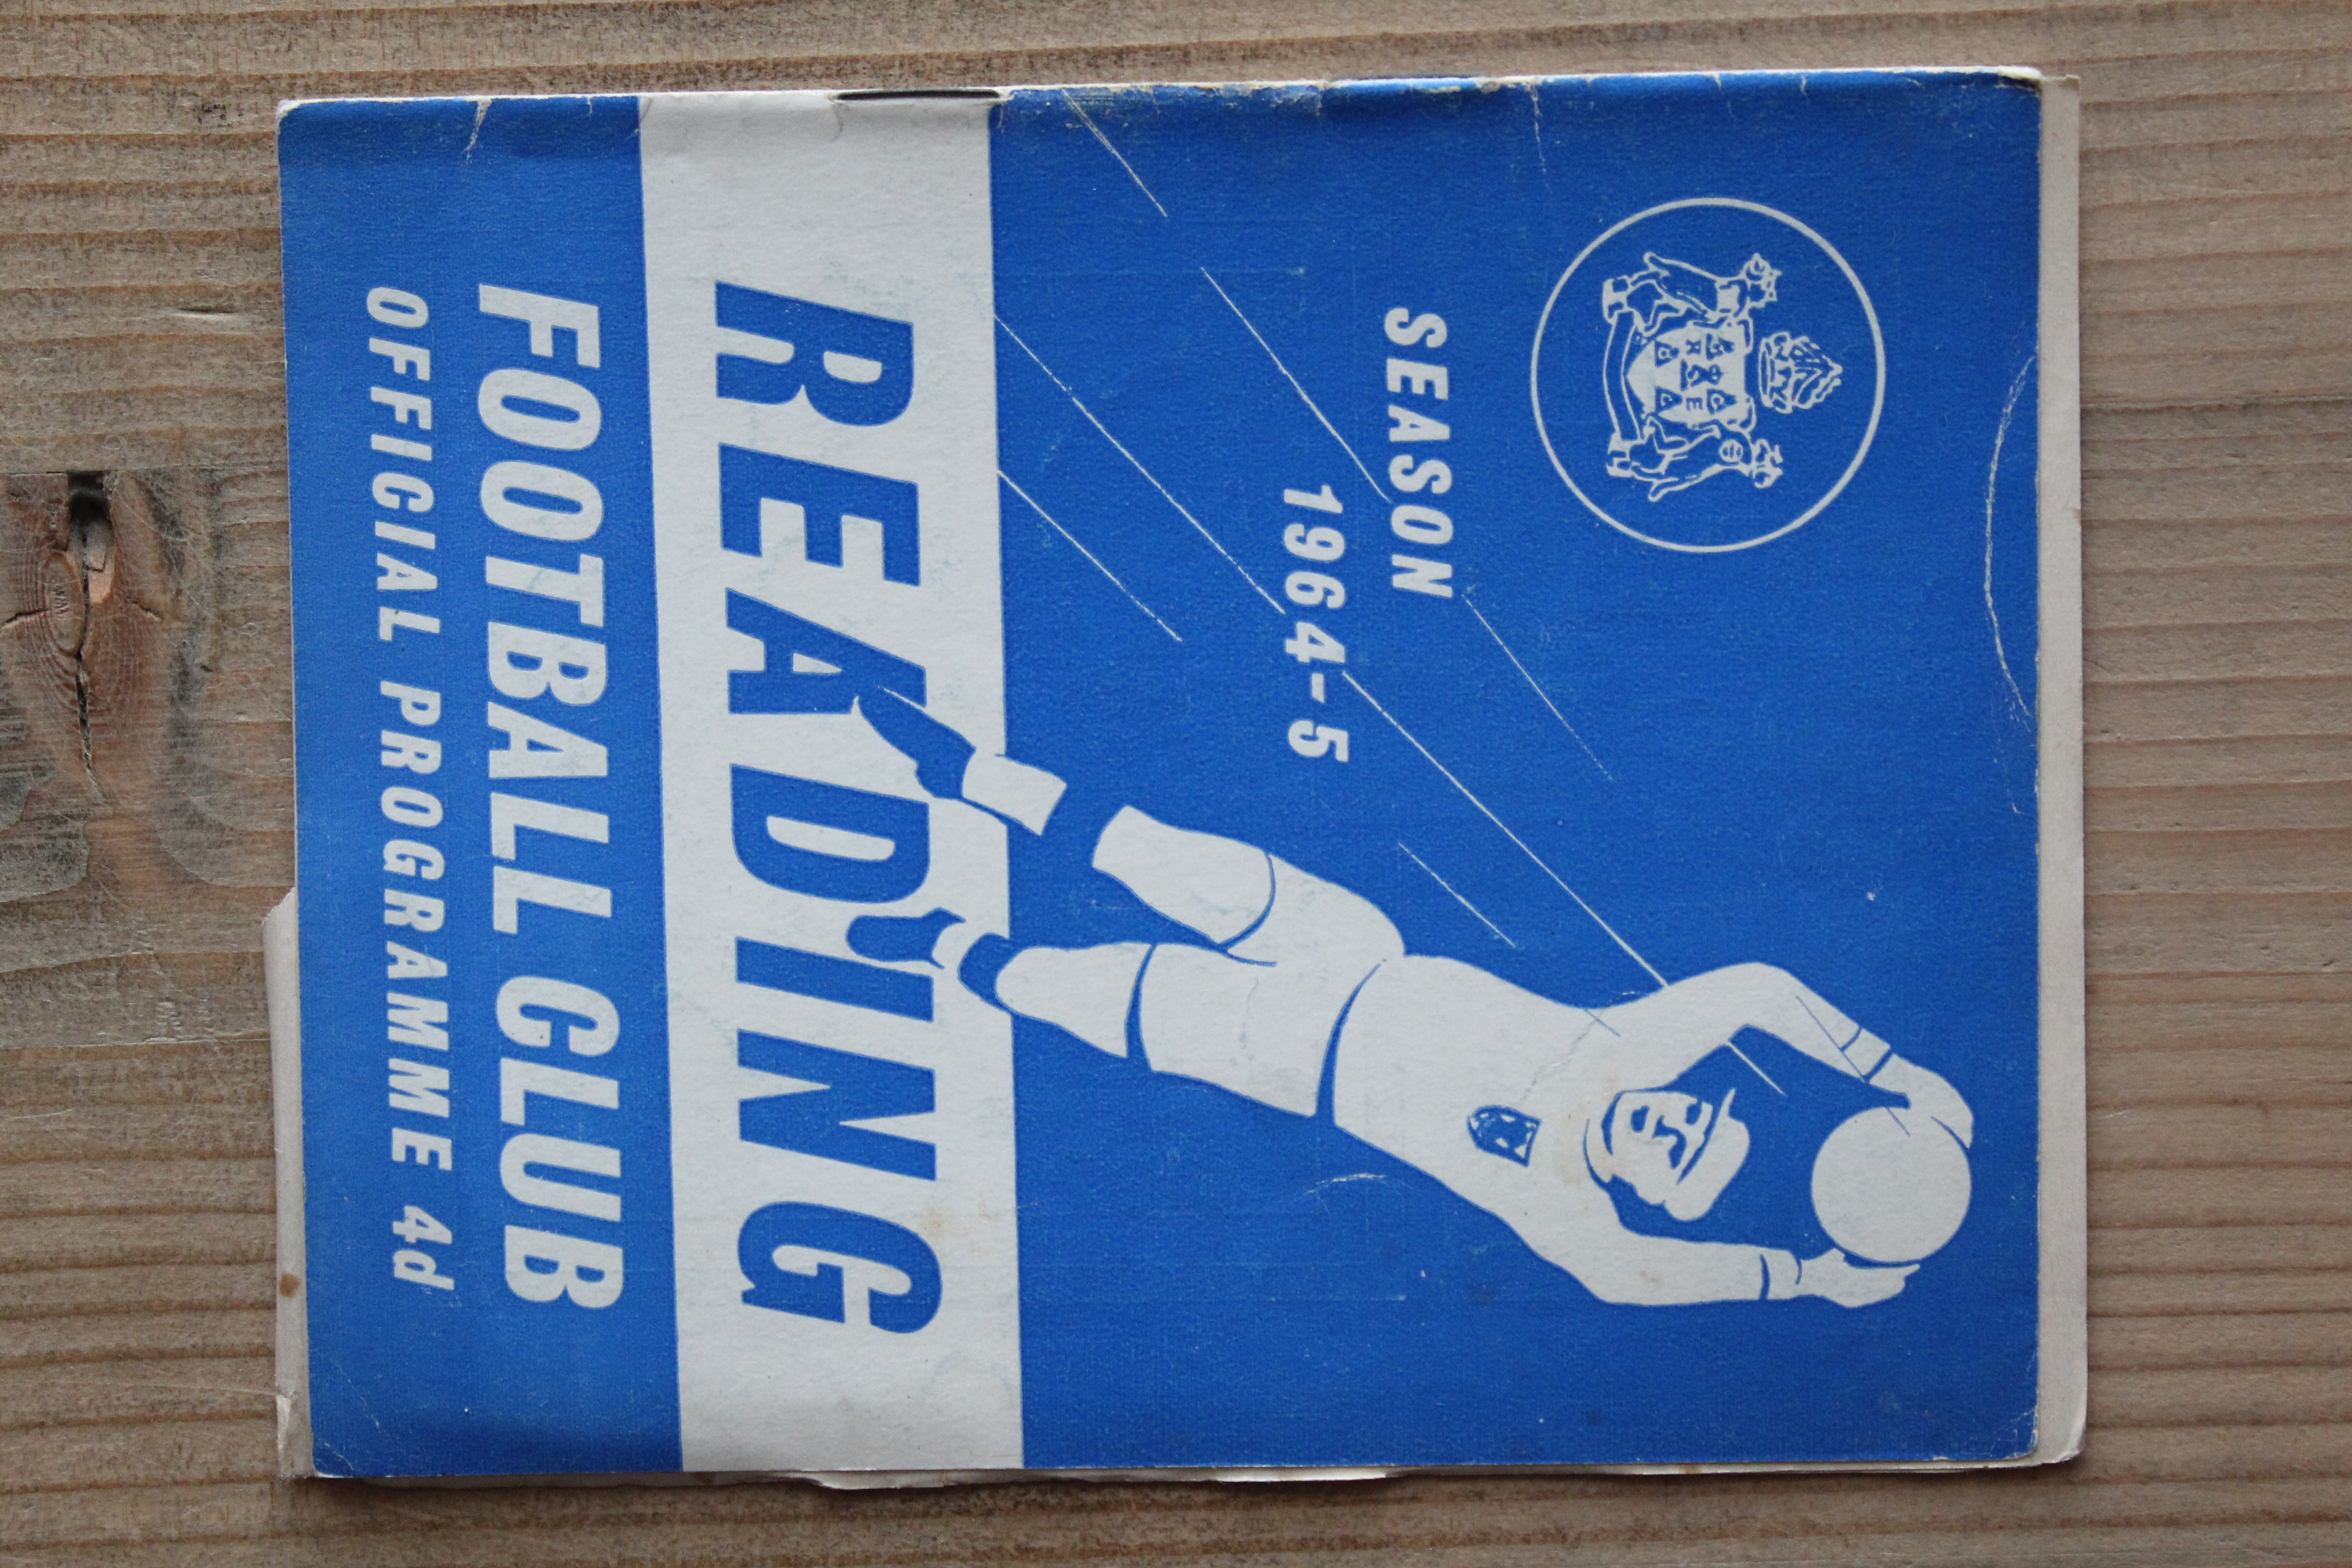 SEASON
1964-5
READING
FOOTBALL CLUB
OFFICIAL PROGRAMME 4d